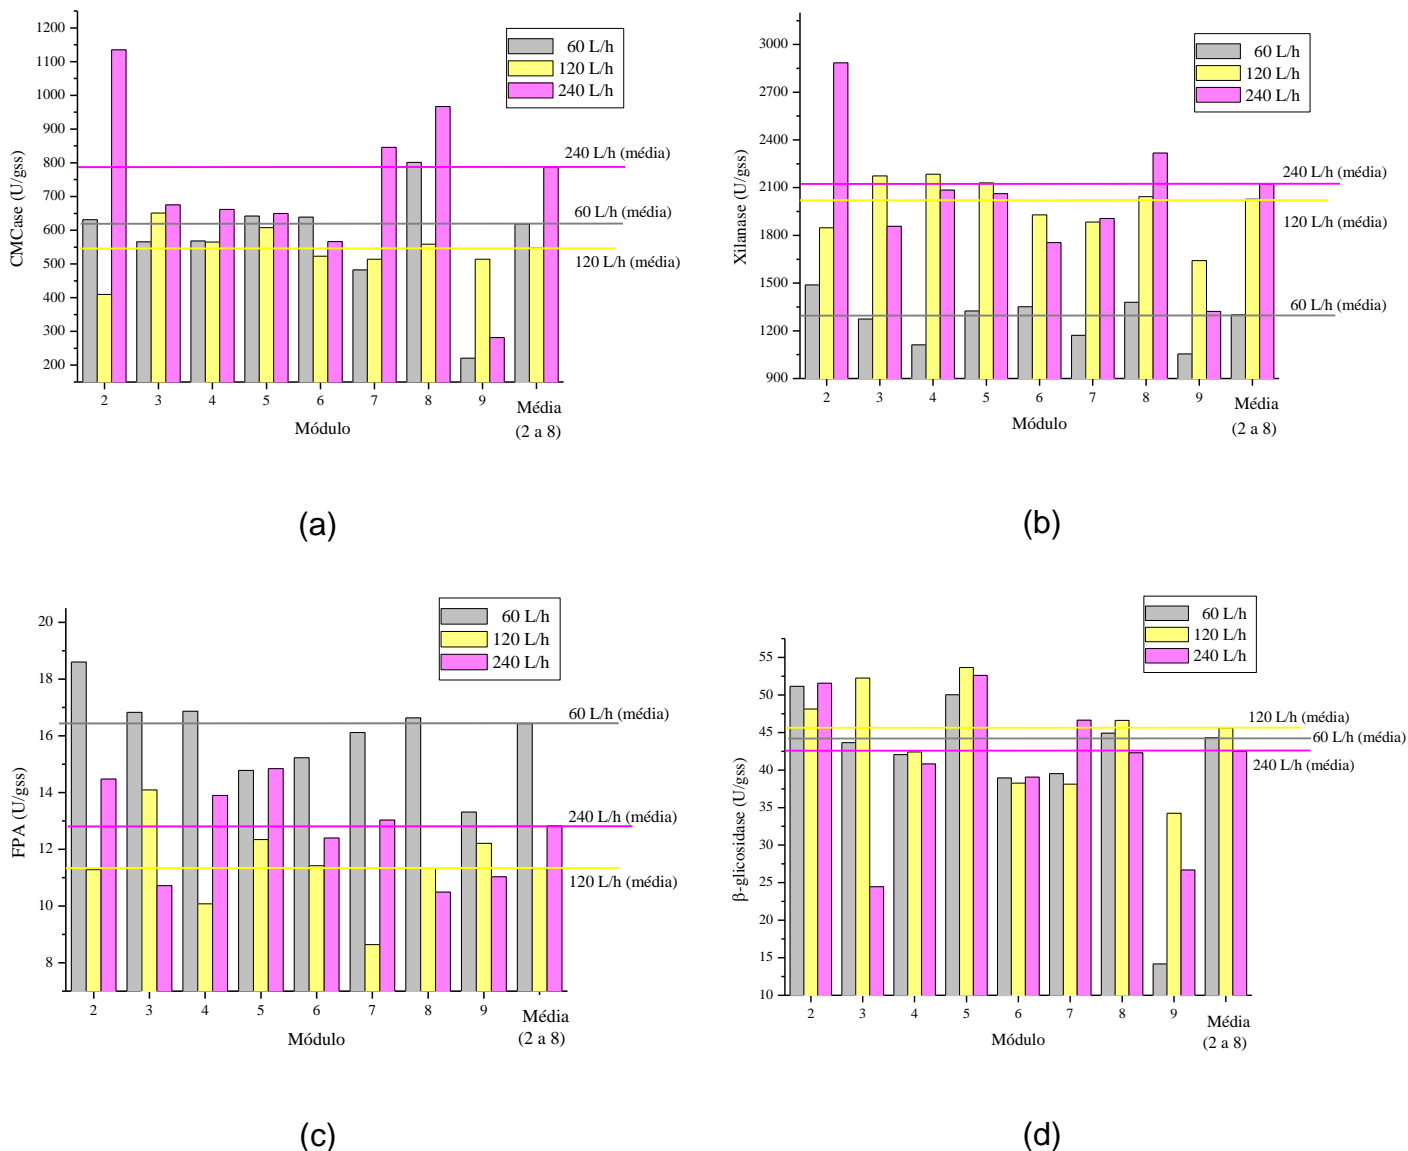 1200
1100
1000
900
800
700
600
500
400
300
200
CMCase (U/gss)
60 L/h
120 L/h
240 L/h
240 L/h (média)
60 L/h (média)
120 L/h (média)
2 3 4 5 6 7 8 9 Média
(2 a 8)
Módulo
(a)
3000
2700
2400
2100
1800
1500
1200
900
Xilanase (U/gss)
60 L/h
120 L/h
240 L/h
240 L/h (média)
120 L/h (média)
60 L/h (média)
2 3 4 5 6 7 8 9 Média
(2 a 8)
Módulo
(b)
20
18
16
14
12
10
8
FPA (U/gss)
60 L/h
120 L/h
240 L/h
60 L/h (média)
240 L/h (média)
120 L/h (média)
2 3 4 5 6 7 8 9 Média
(2 a 8)
Módulo
(c)
55
50
45
40
35
30
25
20
15
10
β-glicosidase (U/gss)
60 L/h
120 L/h
240 L/h
120 L/h (média)
60 L/h (média)
240 L/h (média)
2 3 4 5 6 7 8 9 Média
(2 a 8)
Módulo
(d)